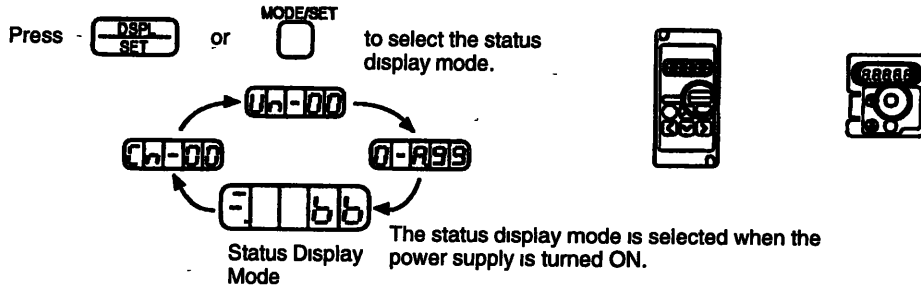 MODE/SET
Press DSPL or to select the status
SET display mode.
Un-00
Cn-00 0-A99
bb
Status Display The status display mode is selected when the
Mode power supply is turned ON.